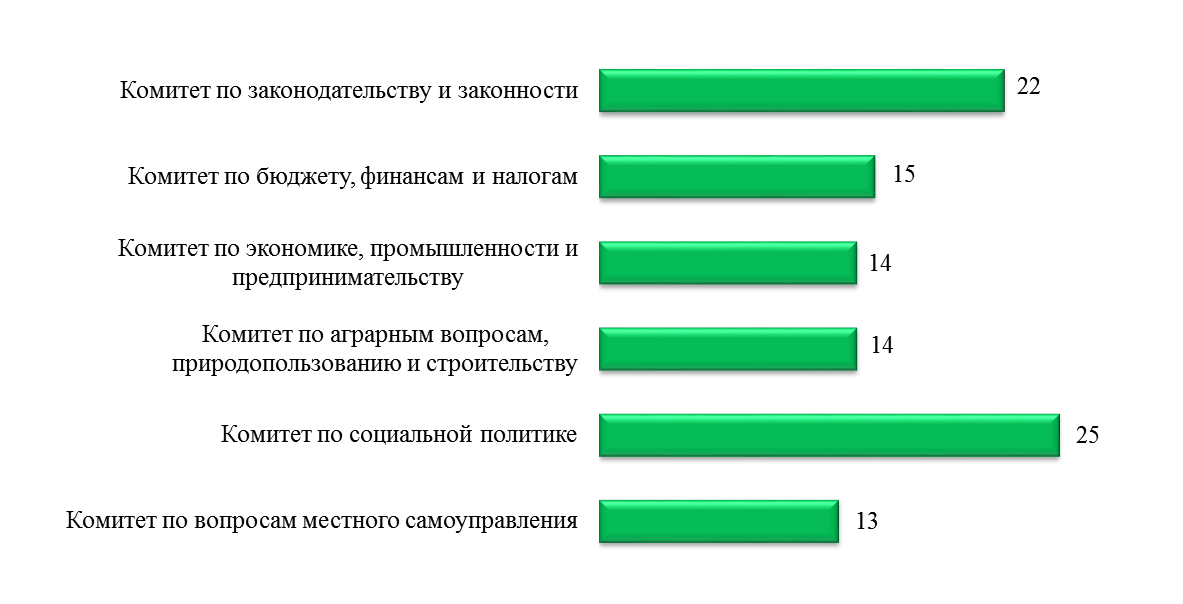 Комитет по законодательству и законности 22
Комитет по бюджету, финансам и налогам 15
Комитет по экономике, промышленности и
предпринимательству 14
Комитет по аграрным вопросам,
природопользованию и строительству 14
Комитет по социальной политике 25
Комитет по вопросам местного самоуправления 13